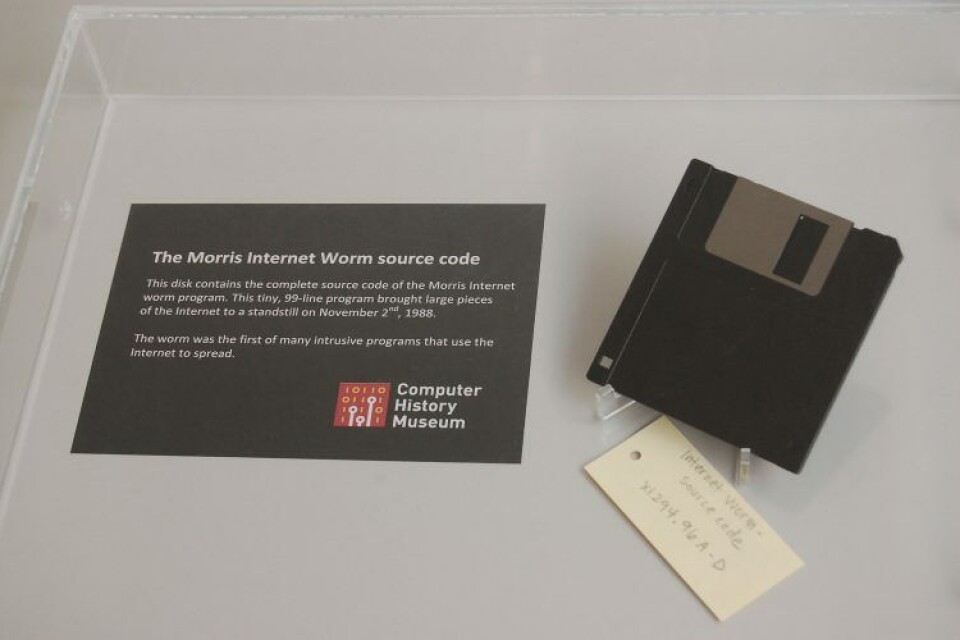 The Morris Internet Worm source code
This disk contains the complete source code of the Morris Internet
worm program. This tiny, 99-line program brought large pieces
of the Internet to a standstill on November 2nd, 1988.
The worm was the first of many intrusive programs that use the
Internet to spread.
10110
Computer
History
Museum
Internet Worm-
source code
X1294.96A-D